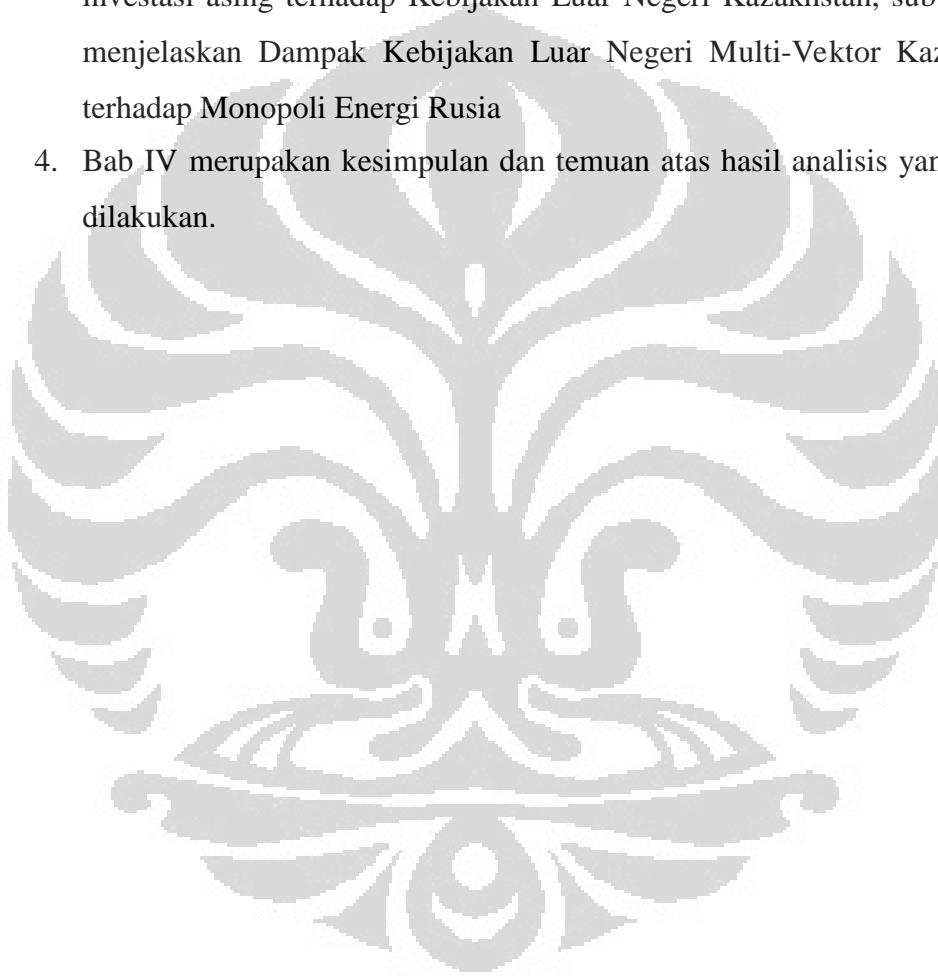 investasi asing terhadap Kebijakan Luar Negeri Kazakhstan, sub
menjelaskan Dampak Kebijakan Luar Negeri Multi-Vektor Kaz
terhadap Monopoli Energi Rusia
4. Bab IV merupakan kesimpulan dan temuan atas hasil analisis yan
dilakukan.